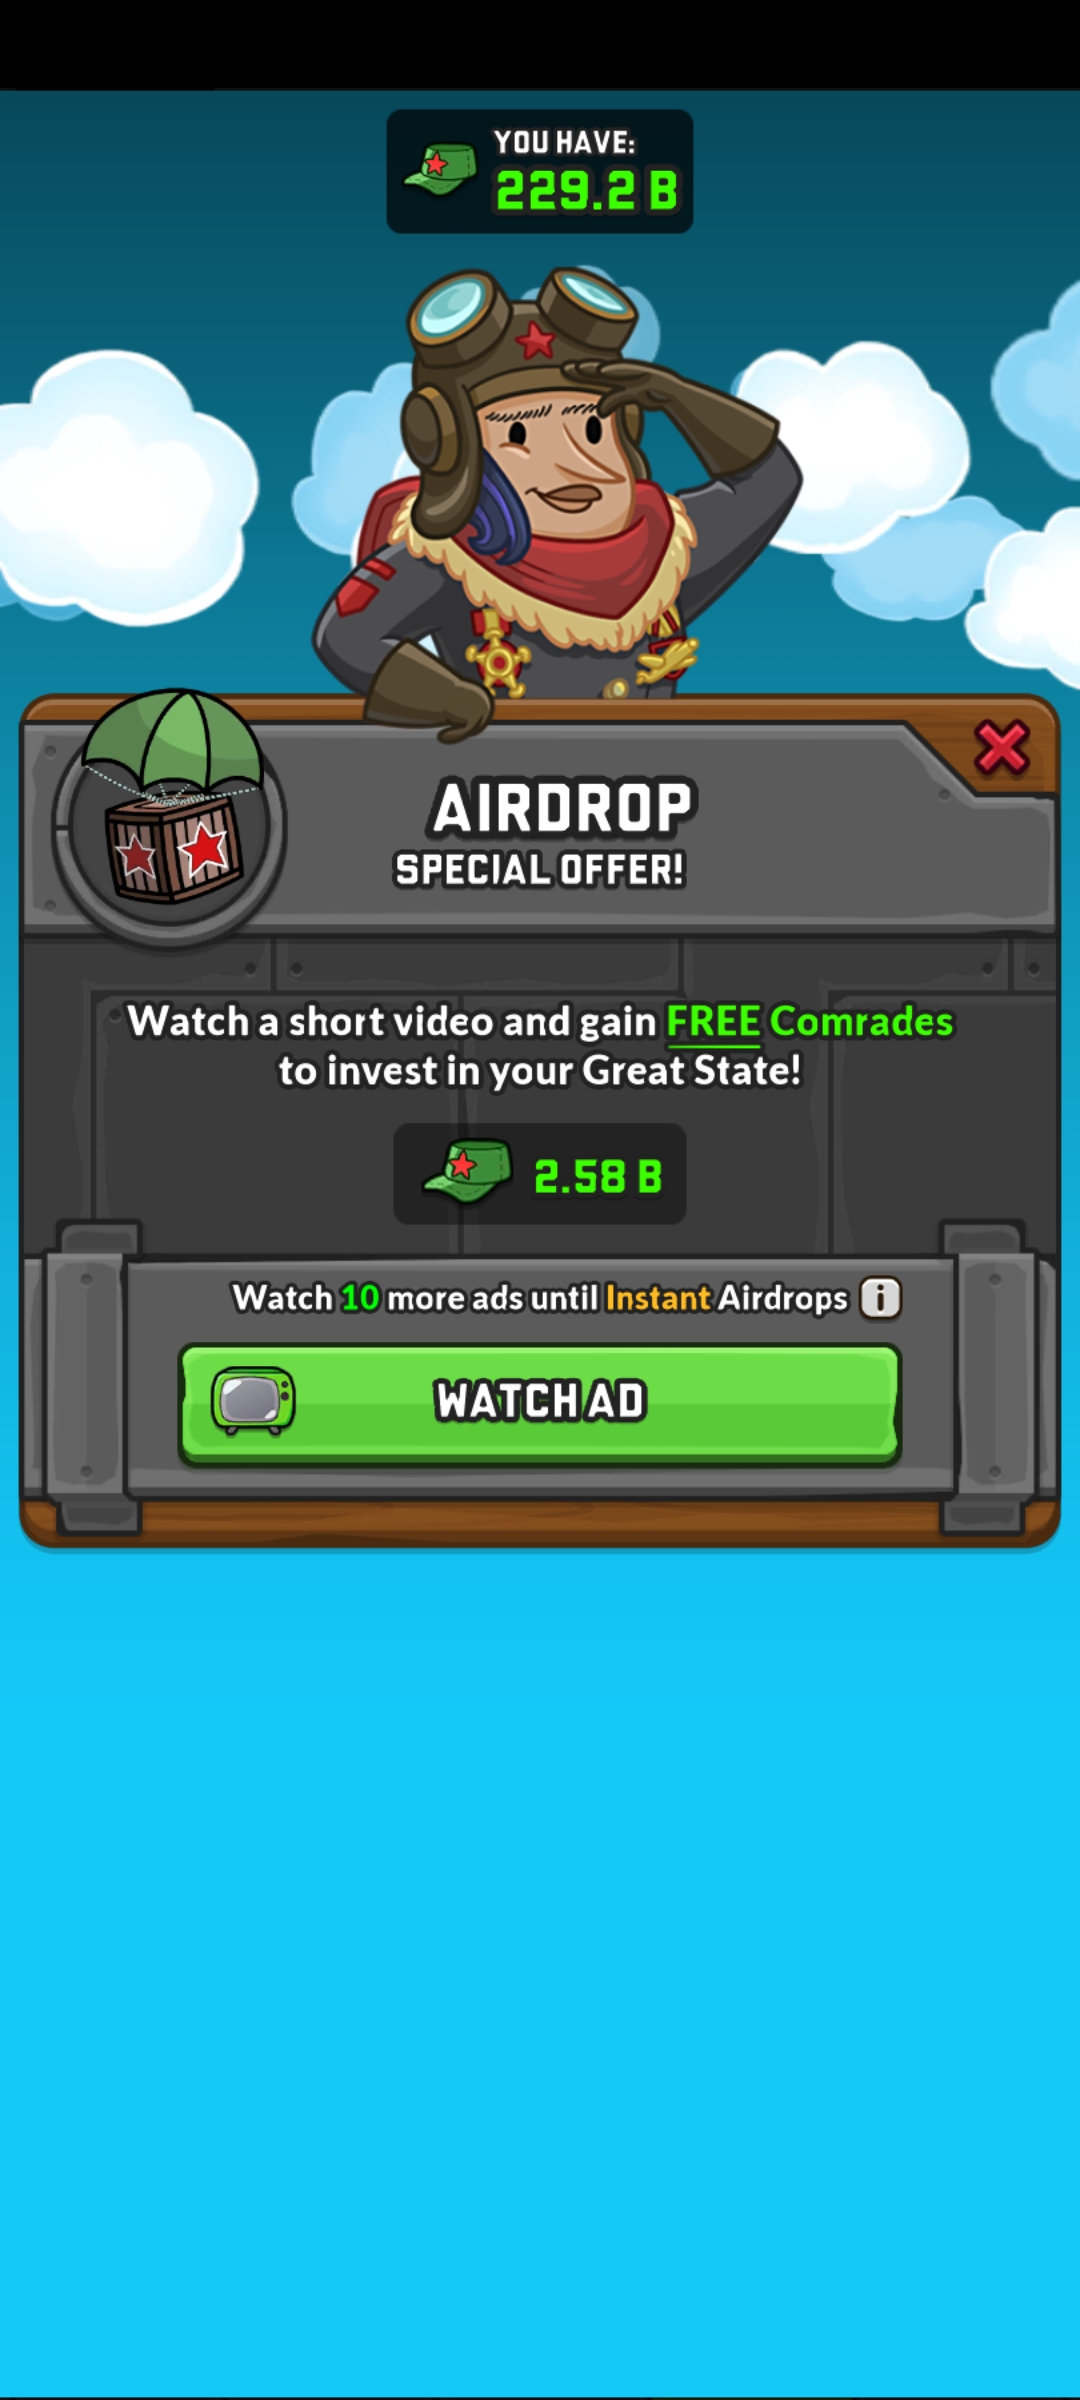 YOU HAVE:
229.2 B
AIRDROP
SPECIAL OFFER!
Watch a short video and gain FREE Comrades
to invest in your Great State!
2.58 B
Watch 10 more ads until Instant Airdrops i
WATCH AD